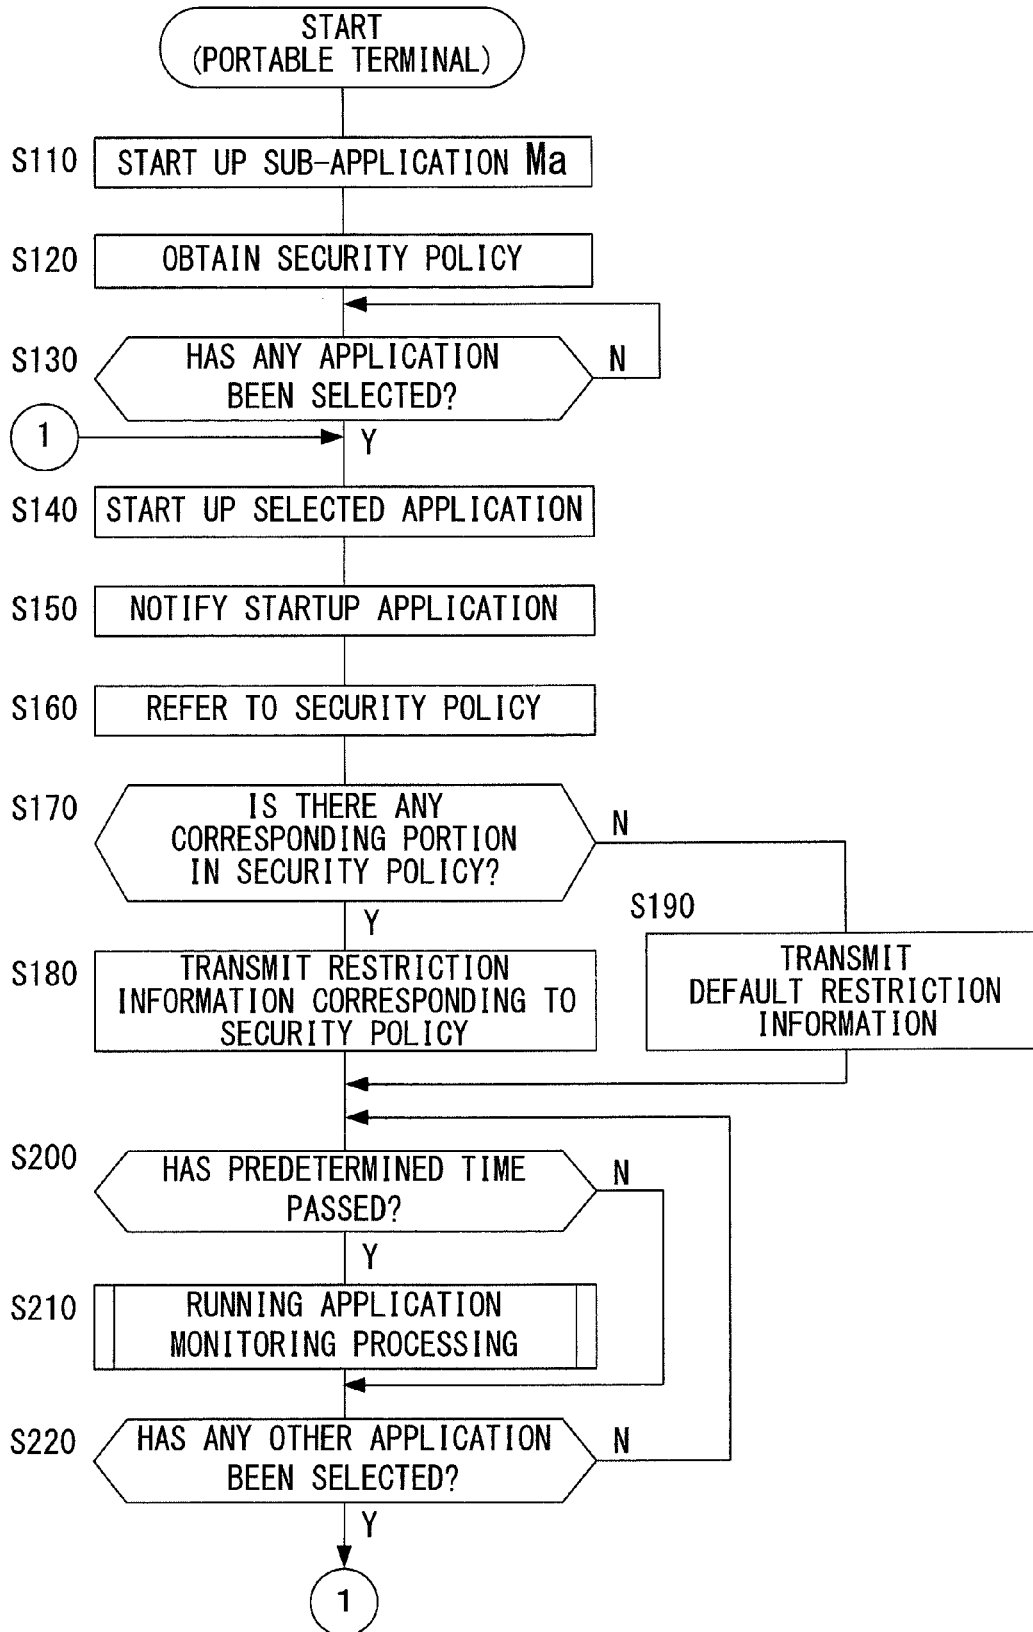 START
(PORTABLE TERMINAL)
S110
START UP SUB-APPLICATION Ma
S120
OBTAIN SECURITY POLICY
S130
HAS ANY APPLICATION
BEEN SELECTED?
N
1
Y
S140
START UP SELECTED APPLICATION
S150
NOTIFY STARTUP APPLICATION
S160
REFER TO SECURITY POLICY
S170
IS THERE ANY
CORRESPONDING PORTION
IN SECURITY POLICY?
N
Y
S190
TRANSMIT
DEFAULT RESTRICTION
INFORMATION
S180
TRANSMIT RESTRICTION
INFORMATION CORRESPONDING TO
SECURITY POLICY
S200
HAS PREDETERMINED TIME
PASSED?
N
Y
S210
RUNNING APPLICATION
MONITORING PROCESSING
S220
HAS ANY OTHER APPLICATION
BEEN SELECTED?
N
Y
1